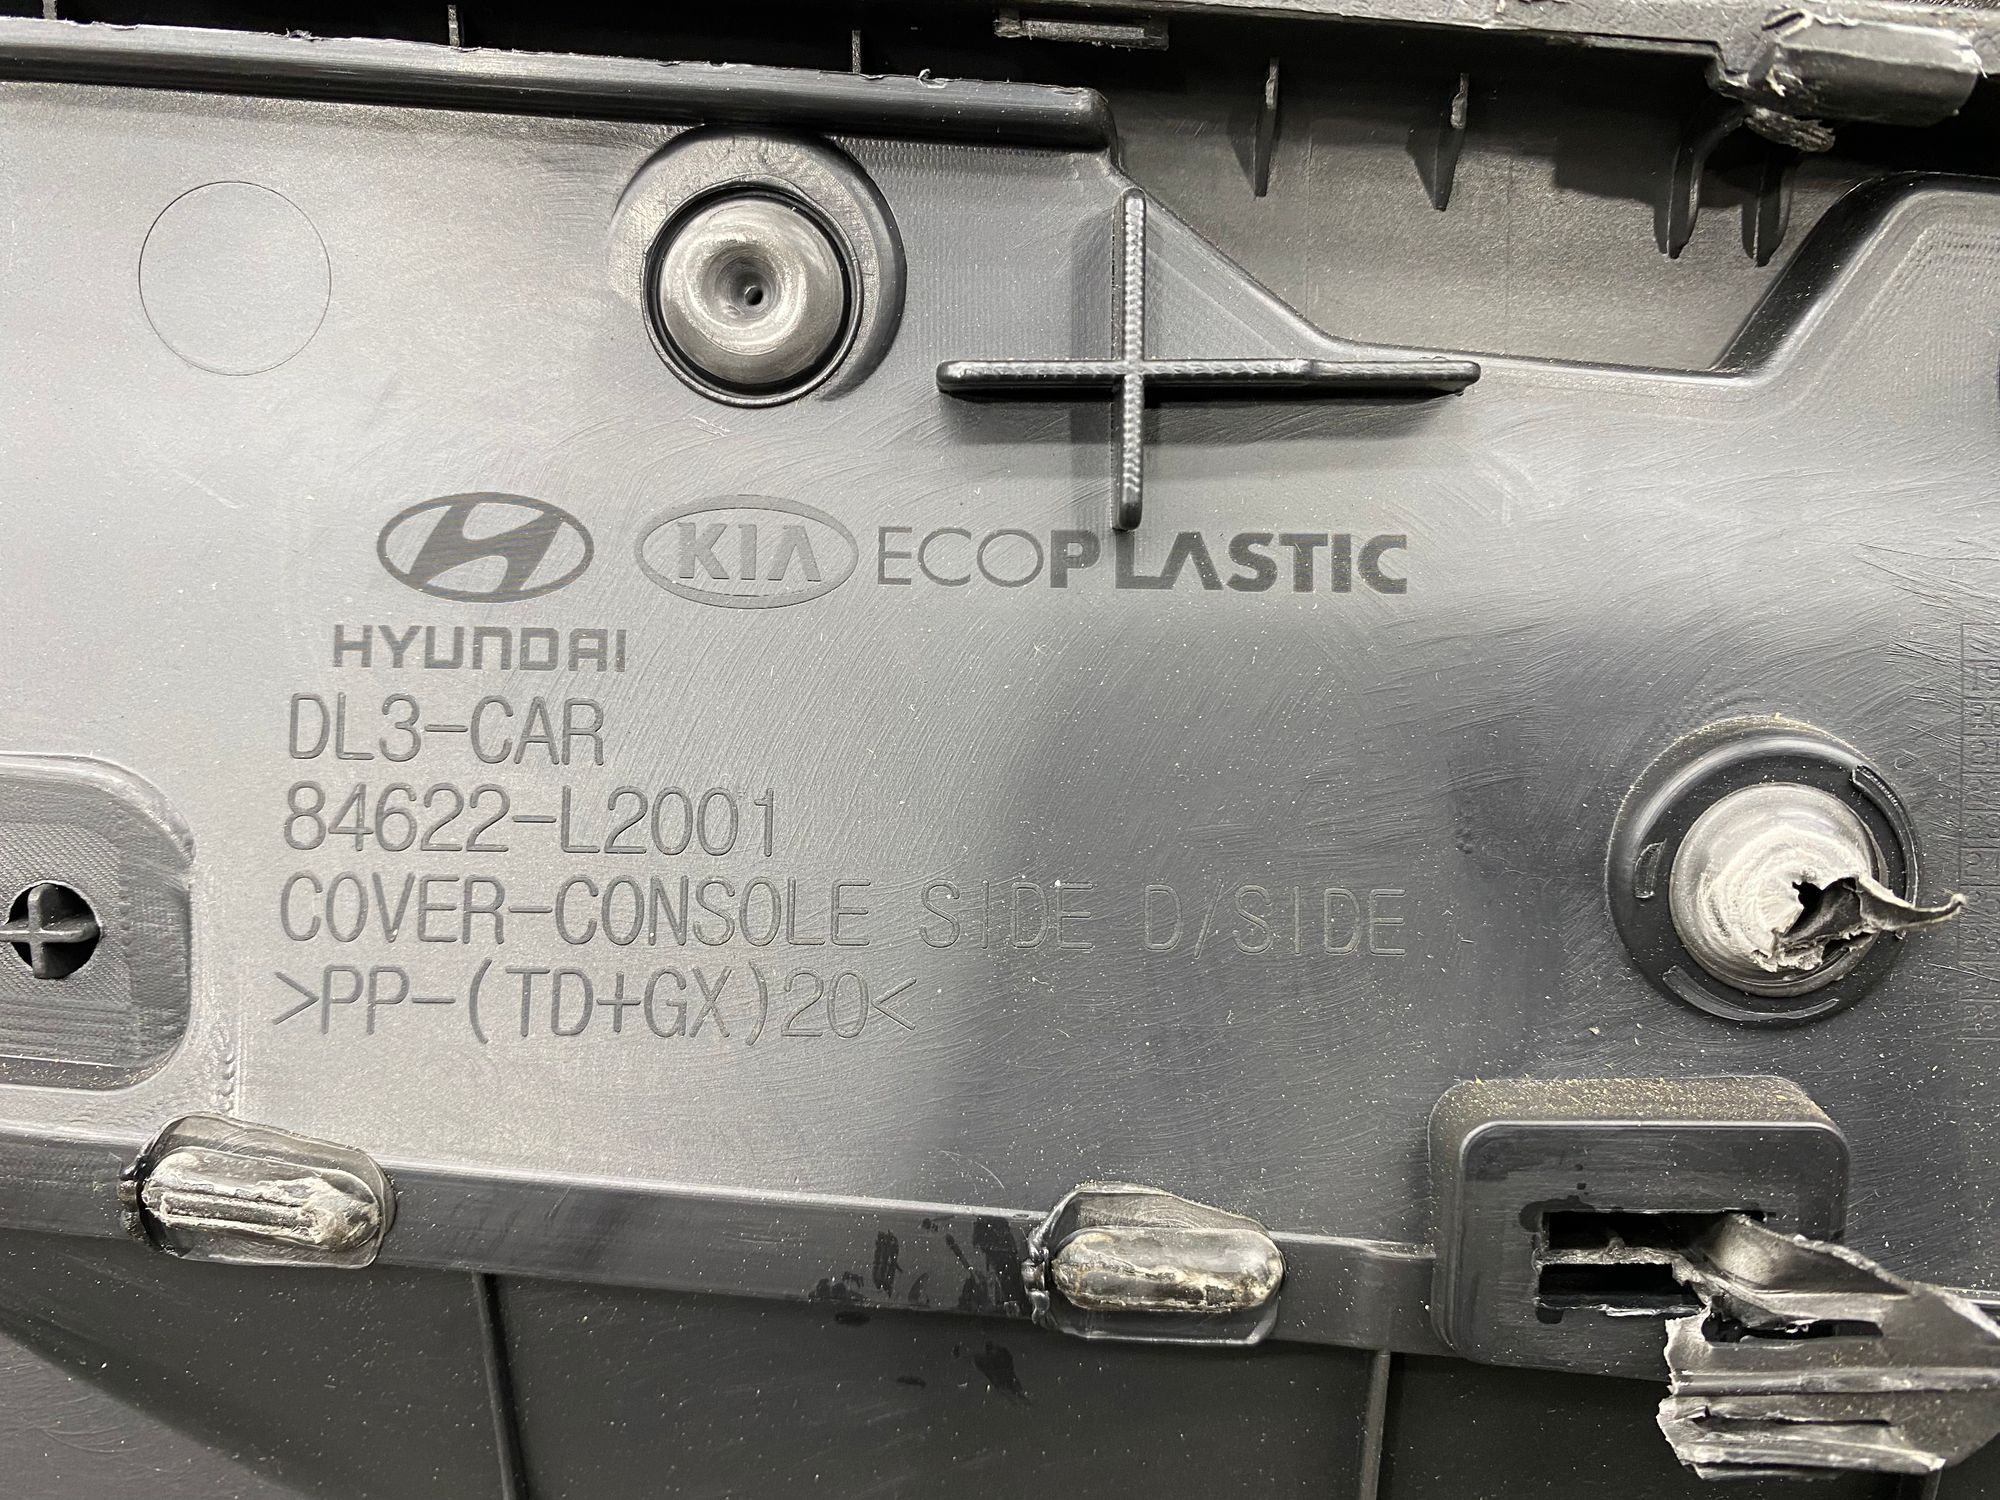 KIA ECOPLASTIC
HYUNDAI
DL3-CAR
84622-L2001
COVER-CONSOLE SIDE D/SIDE
>PP-(TD+GX)20<